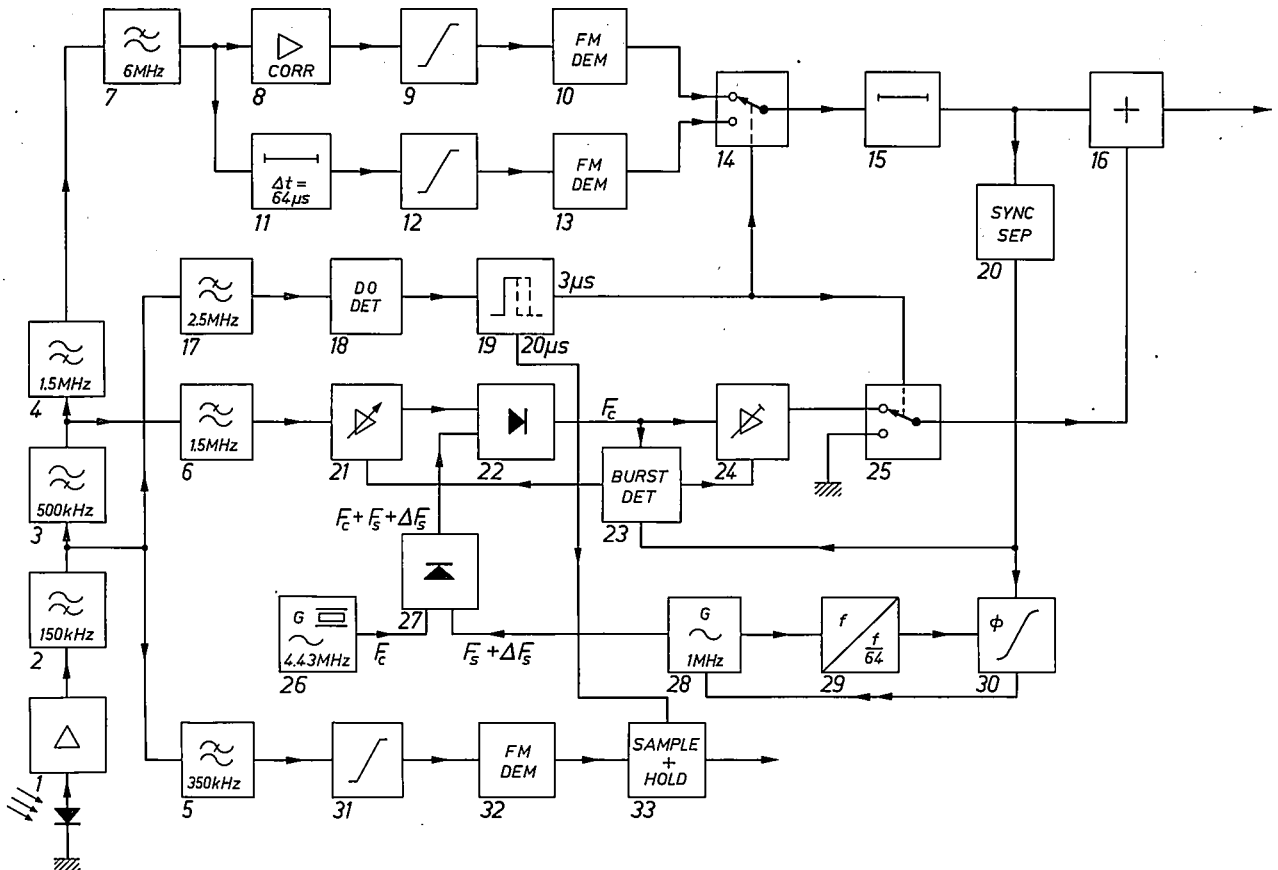 6MHz
7
CORR
8
9
FM
DEM
10
14
15
+
16
Δt =
64μs
11
12
FM
DEM
13
SYNC
SEP
20
2.5MHz
17
DO
DET
18
19
3μs
20μs
1.5MHz
4
1.5MHz
6
21
22
Fc
24
25
500kHz
3
BURST
DET
23
Fc + Fs + ΔFs
27
150kHz
2
G
4.43MHz
26
Fc
Fs + ΔFs
G
1MHz
28
f
f
64
29
ϕ
30
1
350kHz
5
31
FM
DEM
32
SAMPLE
+
HOLD
33